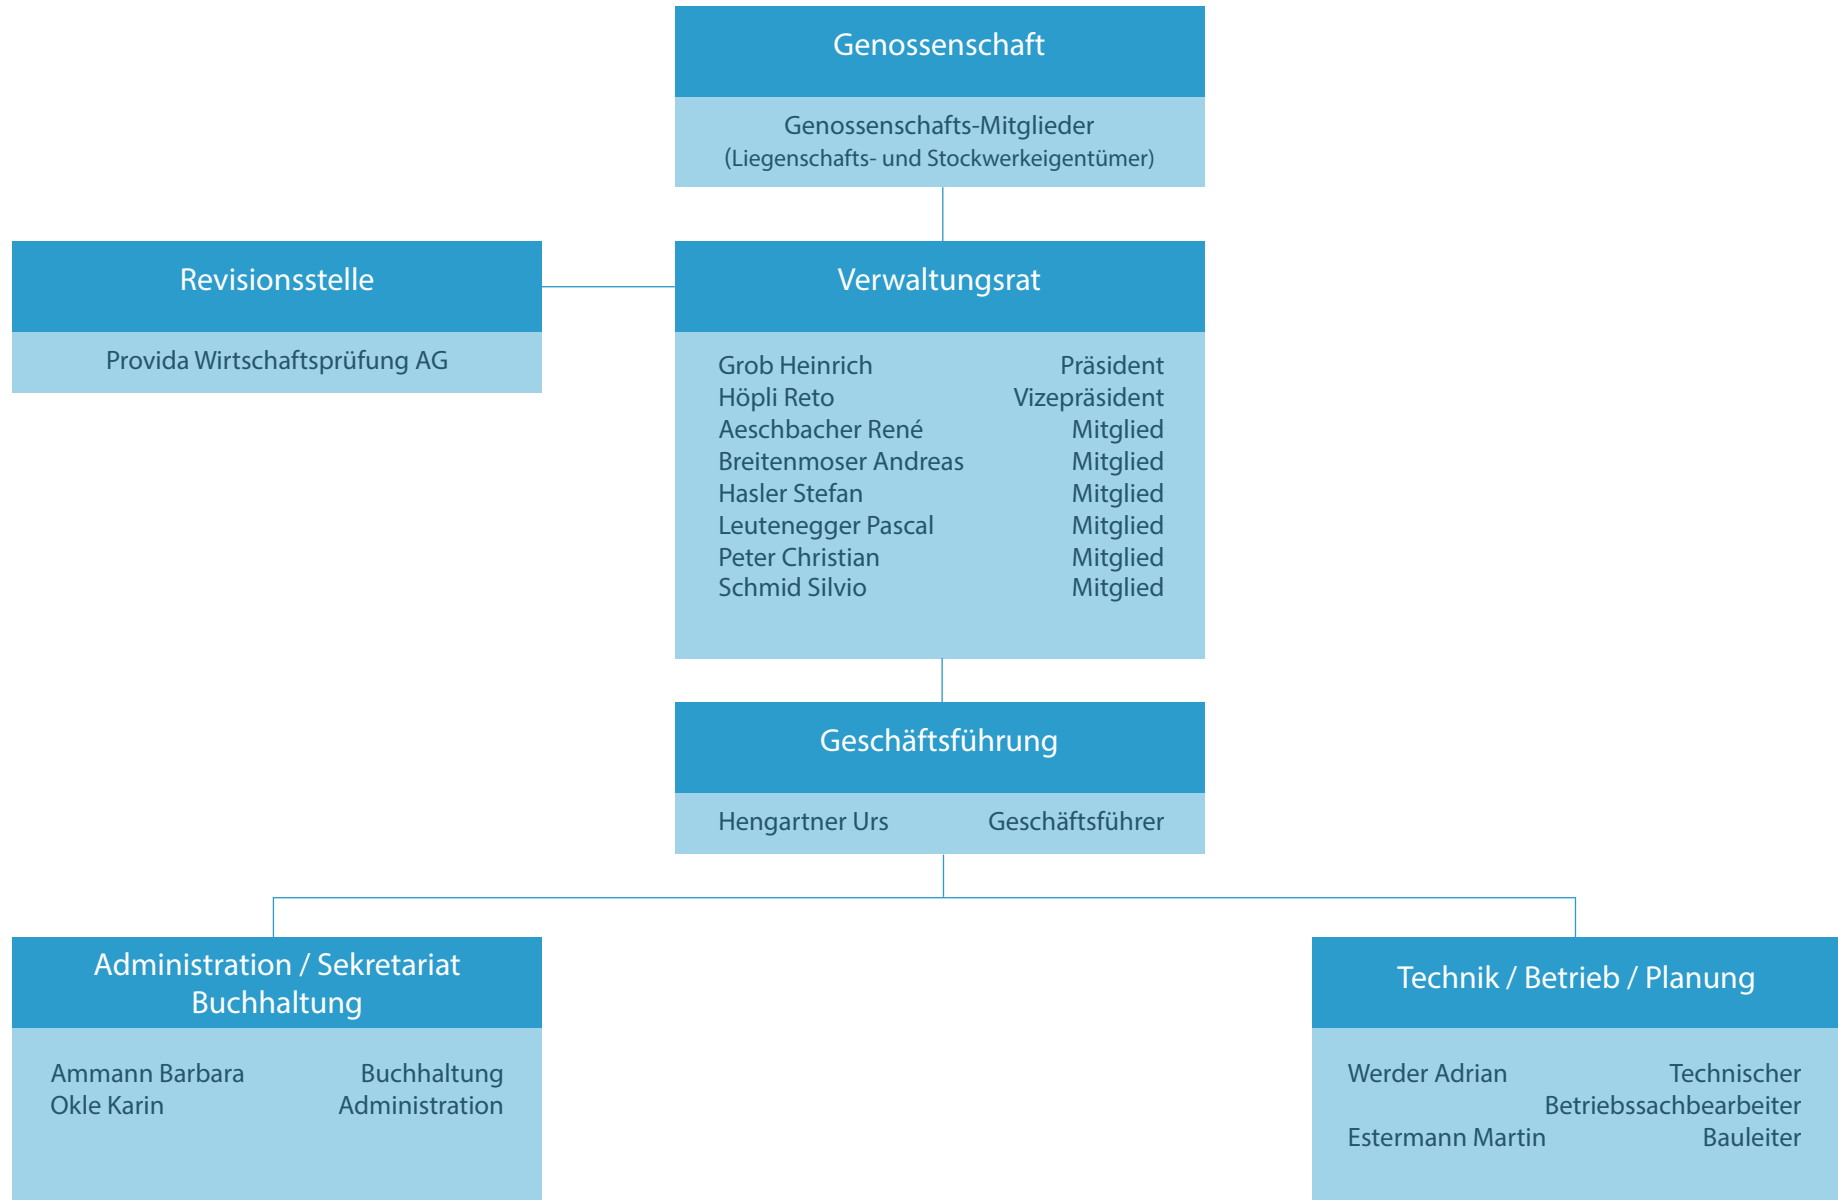 Genossenschaft
Genossenschafts-Mitglieder
(Liegenschafts- und Stockwerkeigentümer)
Revisionsstelle
Provida Wirtschaftsprüfung AG
Verwaltungsrat
Grob Heinrich Präsident
Höpli Reto Vizepräsident
Aeschbacher René Mitglied
Breitenmoser Andreas Mitglied
Hasler Stefan Mitglied
Leutenegger Pascal Mitglied
Peter Christian Mitglied
Schmid Silvio Mitglied
Geschäftsführung
Hengartner Urs Geschäftsführer
Administration / Sekretariat
Buchhaltung
Ammann Barbara Buchhaltung
Okle Karin Administration
Technik / Betrieb / Planung
Werder Adrian Technischer
Betriebssachbearbeiter
Estermann Martin Bauleiter